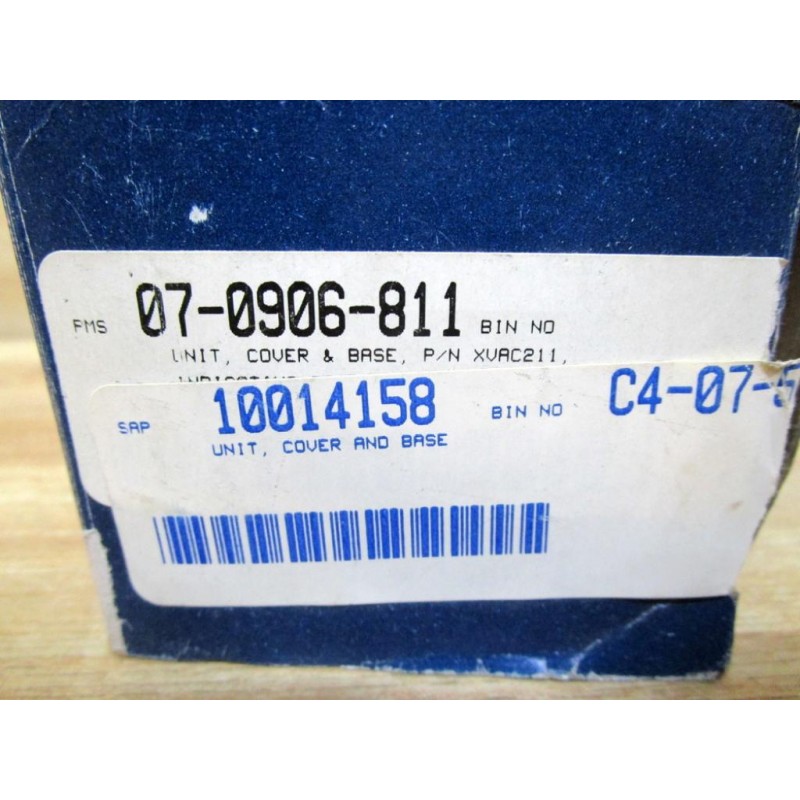 FMS 07-0906-811 BIN NO
UNIT, COVER & BASE, P/N XVAC211,
SAP 10014158 BIN NO C4-07-5
UNIT, COVER AND BASE